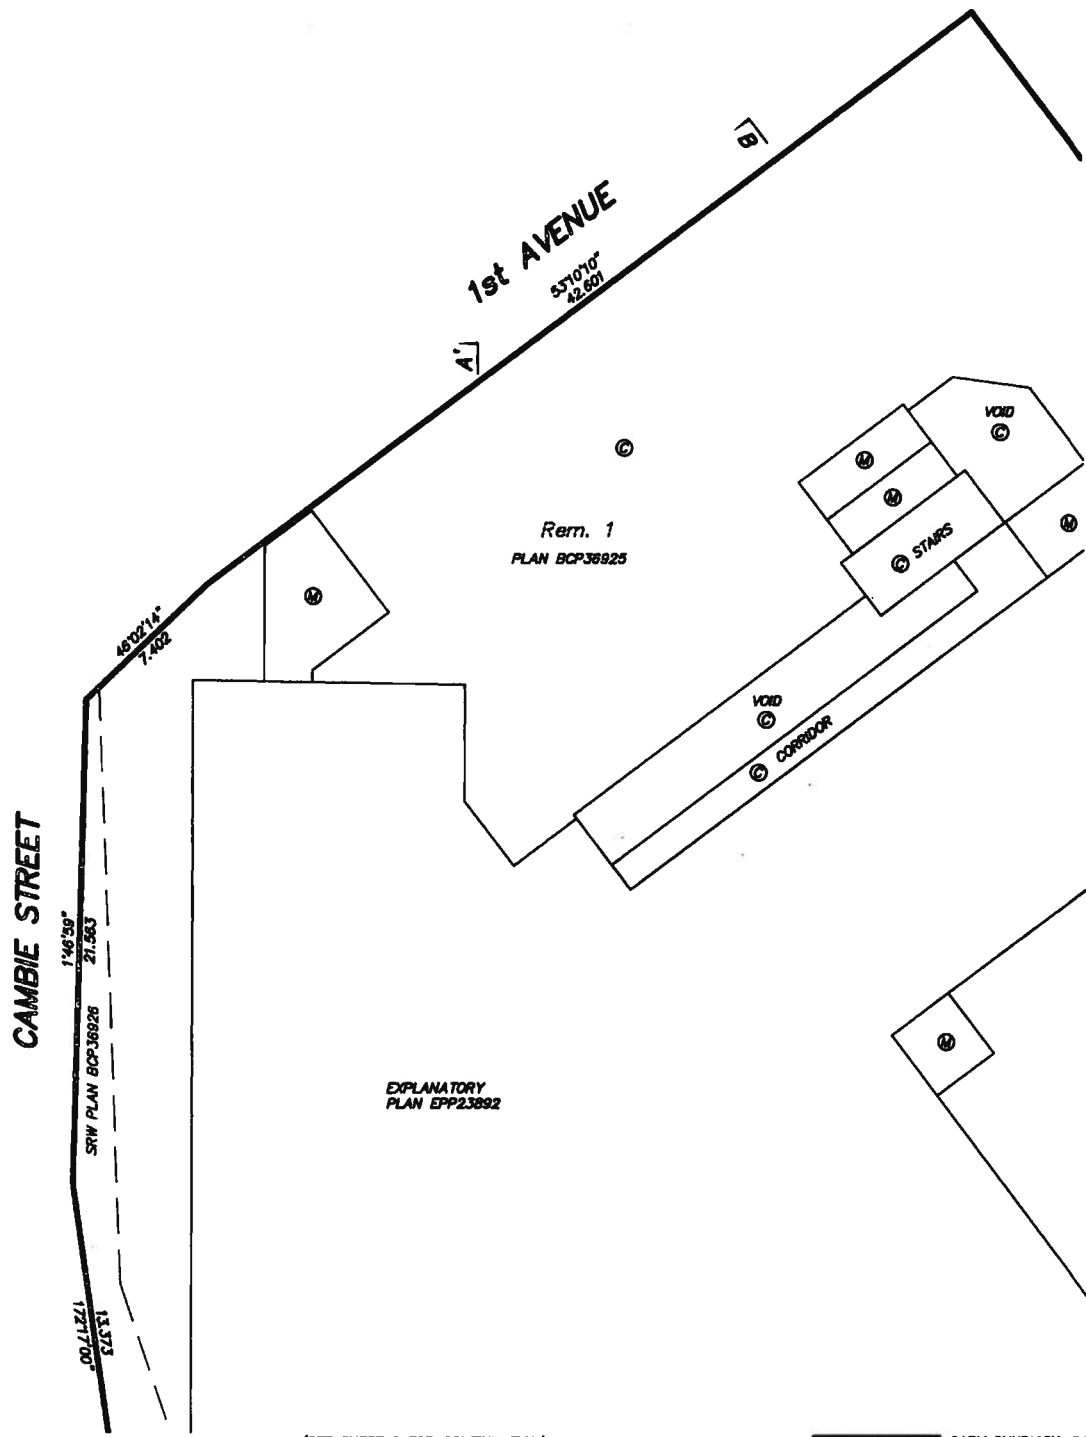 B
1st AVENUE
53°10'10"
42.601
A'
VOID
C
M
C
M
Rem. 1
PLAN BCP36925
M
STAIRS
C
M
46°02'14"
7.402
VOID
C
CORRIDOR
C
CAMBIE STREET
1°46'59"
21.563
SRW PLAN BCP36926
M
EXPLANATORY
PLAN EPP23892
172°17'00"
13.373